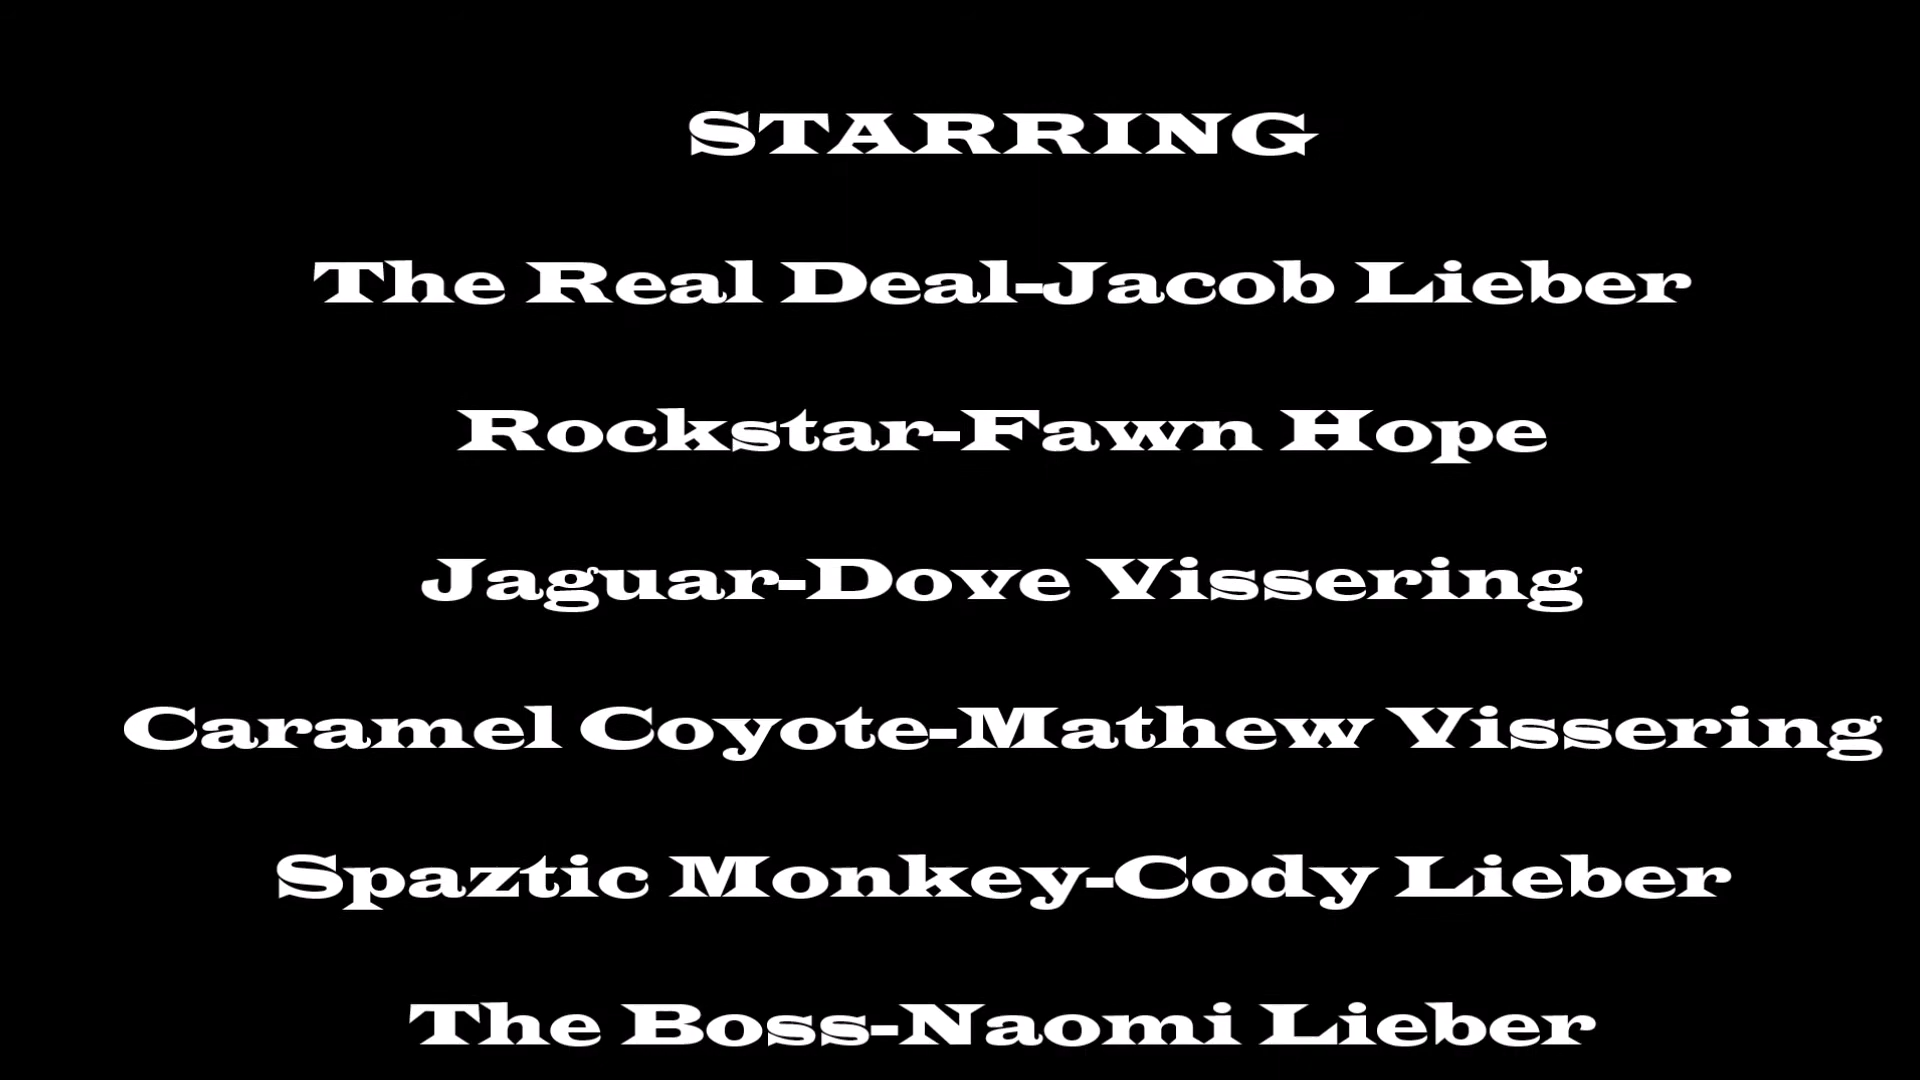 STARRING
The Real Deal-Jacob Lieber
Rockstar-Fawn Hope
Jaguar-Dove Vissering
Caramel Coyote-Mathew Vissering
Spaztic Monkey-Cody Lieber
The Boss-Naomi Lieber